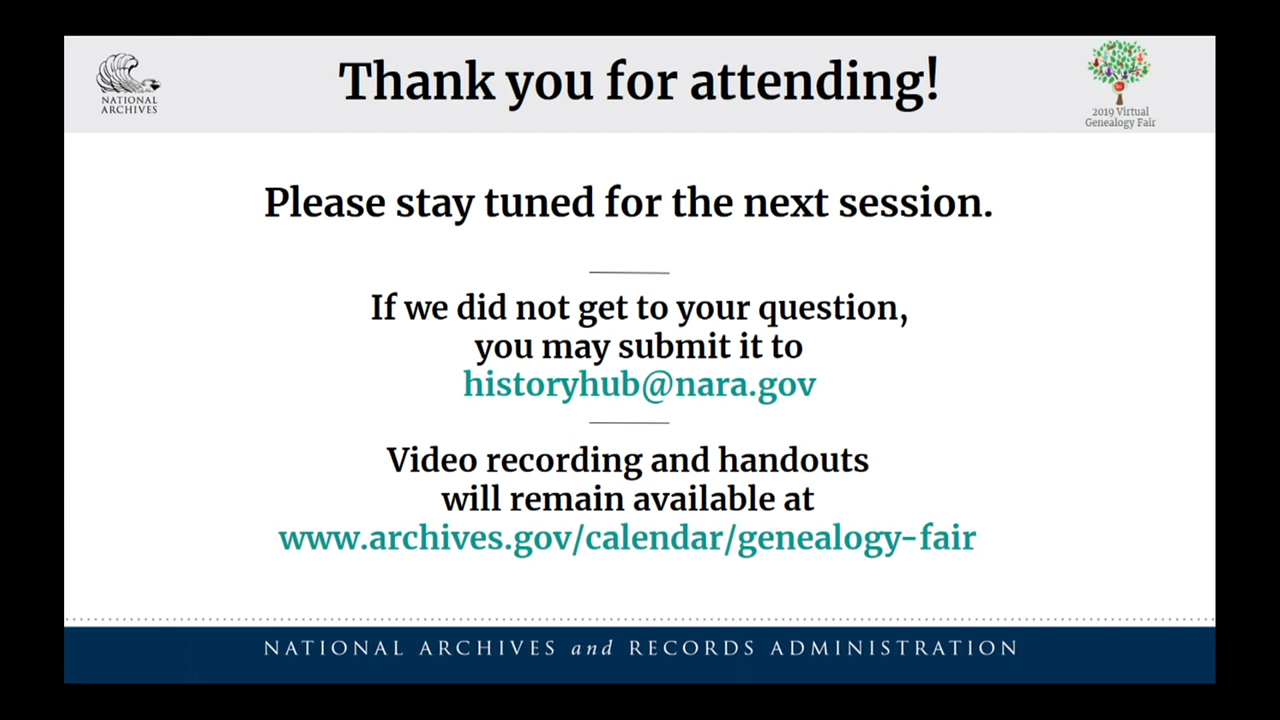 NATIONAL
ARCHIVES
Thank you for attending!
2019 Virtual
Genealogy Fair
Please stay tuned for the next session.
If we did not get to your question,
you may submit it to
historyhub@nara.gov
Video recording and handouts
will remain available at
www.archives.gov/calendar/genealogy-fair
NATIONAL ARCHIVES and RECORDS ADMINISTRATION